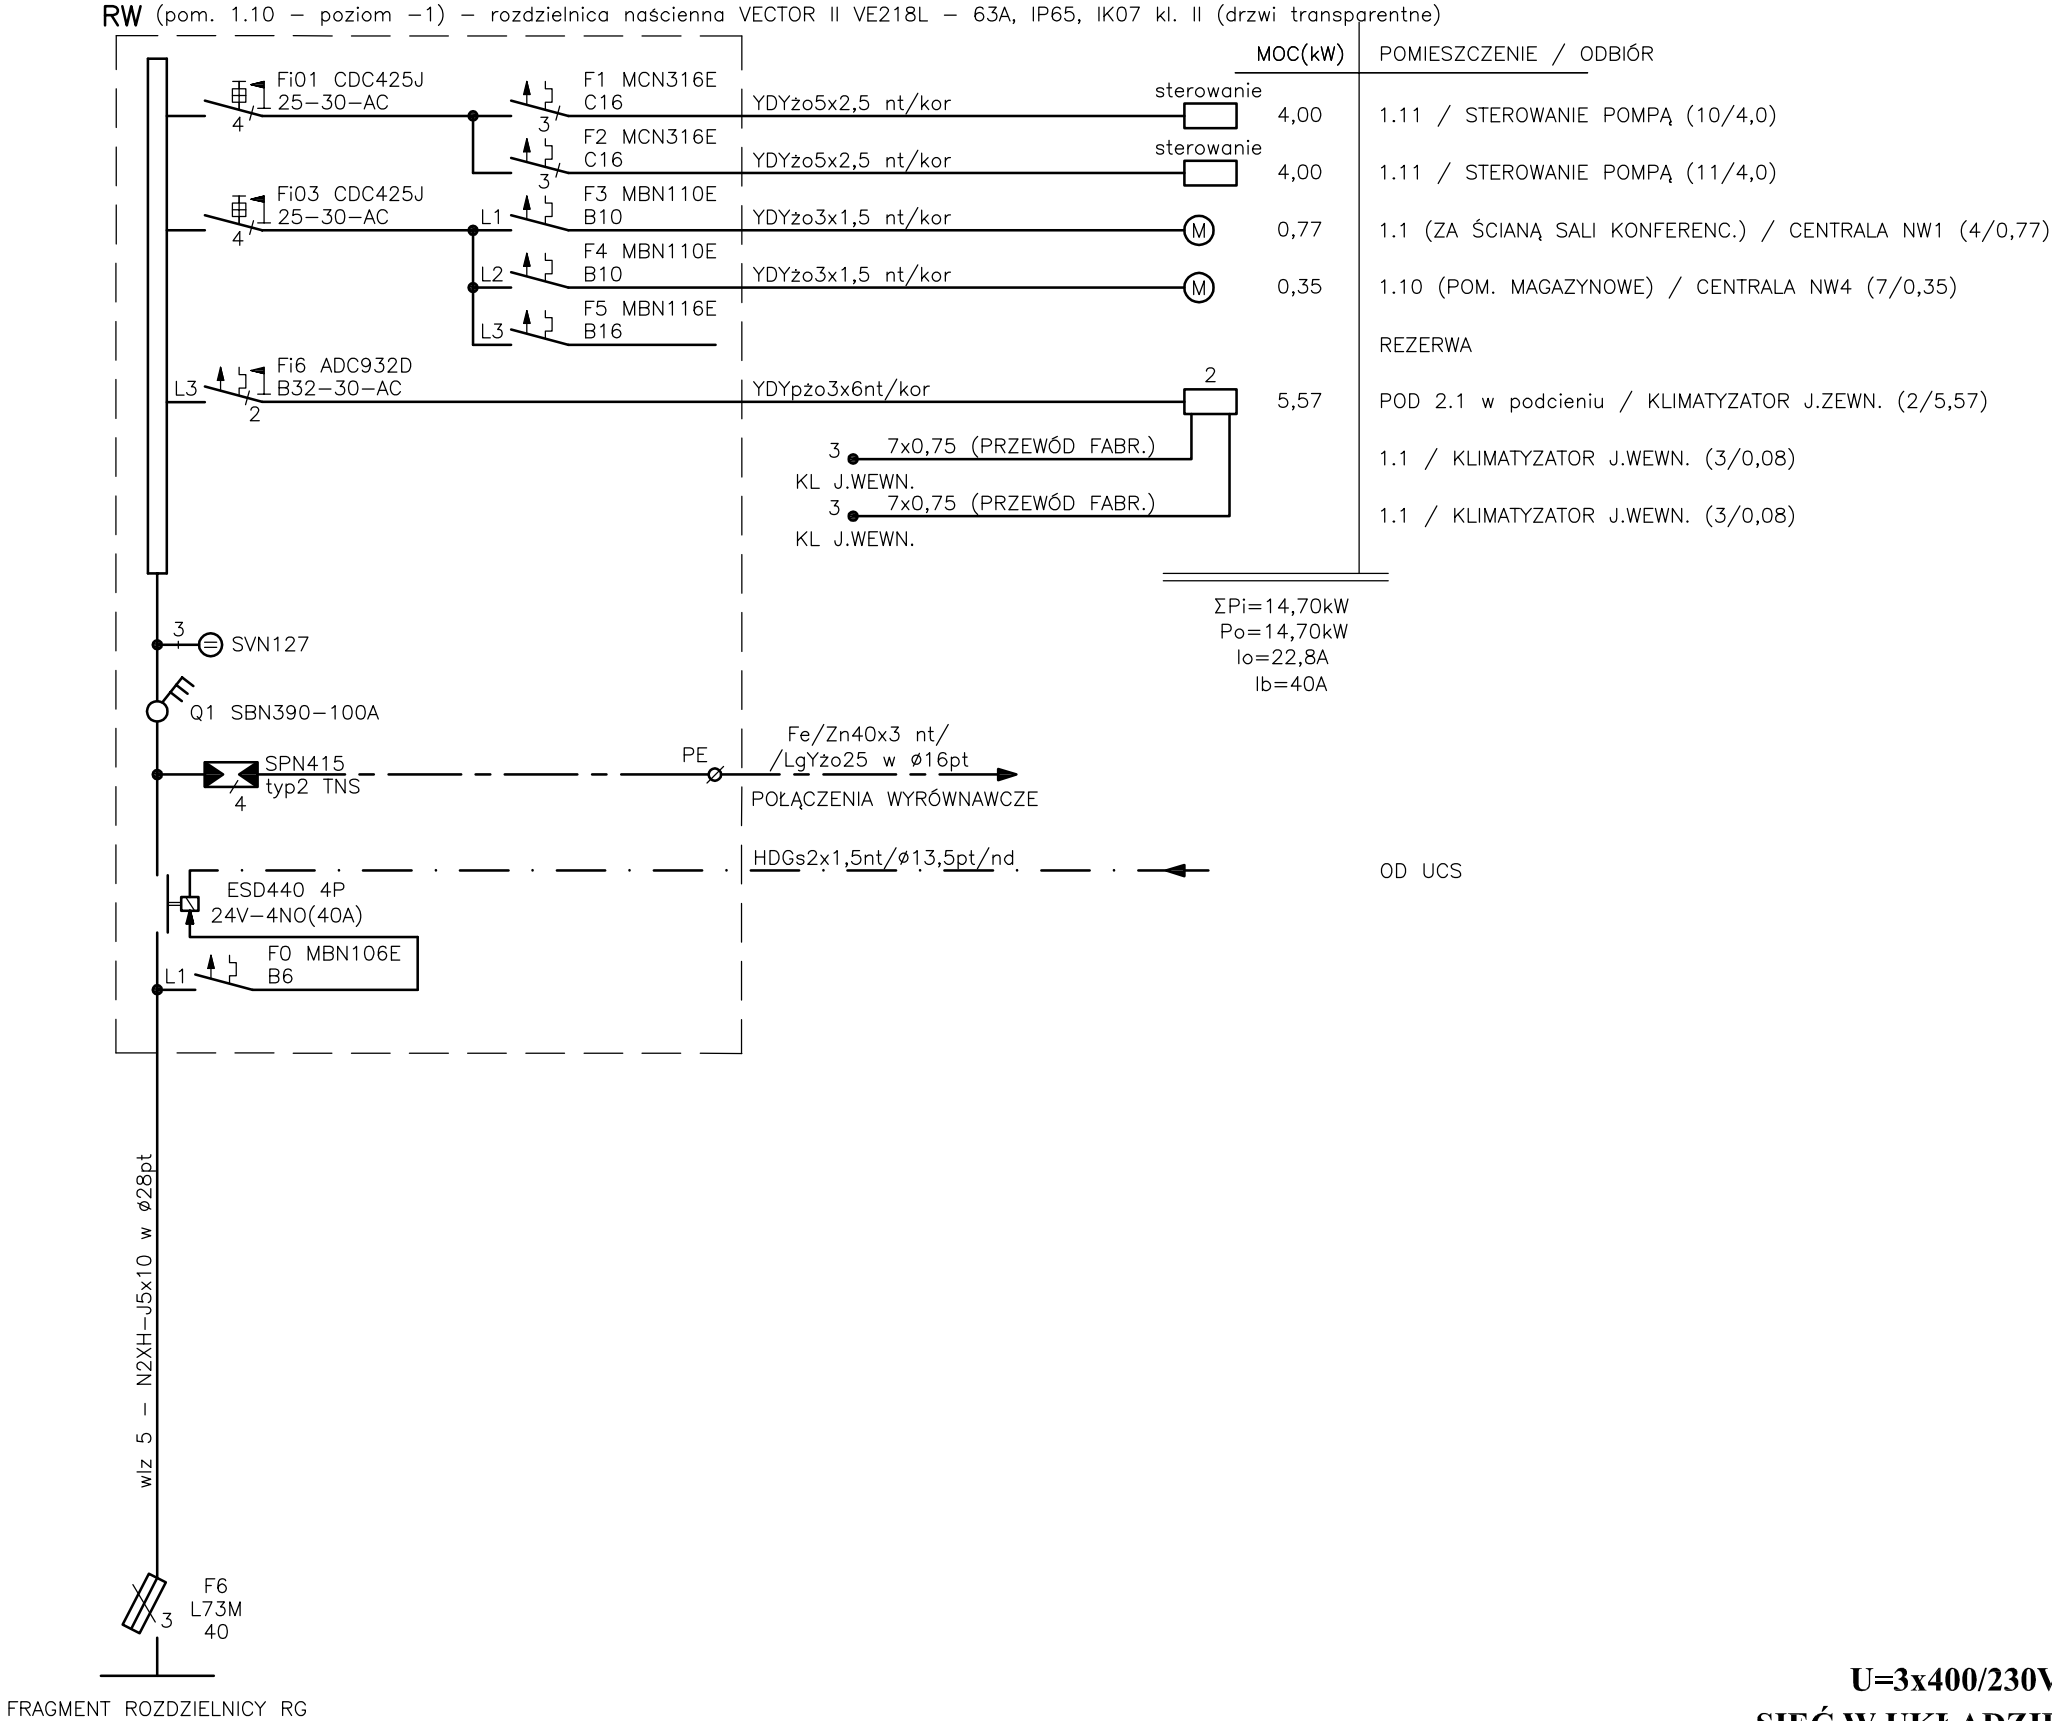 RW (pom. 1.10 – poziom –1) – rozdzielnica naścienna VECTOR II VE218L – 63A, IP65, IK07 kl. II (drzwi transparentne)
MOC(kW) POMIESZCZENIE / ODBIÓR
Fi01 CDC425J
25–30–AC
4
F1 MCN316E
C16
3
YDYżo5x2,5 nt/kor
sterowanie
4,00 1.11 / STEROWANIE POMPĄ (10/4,0)
F2 MCN316E
C16
3
YDYżo5x2,5 nt/kor
sterowanie
4,00 1.11 / STEROWANIE POMPĄ (11/4,0)
Fi03 CDC425J
25–30–AC
4
L1
F3 MBN110E
B10
YDYżo3x1,5 nt/kor
M
0,77 1.1 (ZA ŚCIANĄ SALI KONFERENC.) / CENTRALA NW1 (4/0,77)
L2
F4 MBN110E
B10
YDYżo3x1,5 nt/kor
M
0,35 1.10 (POM. MAGAZYNOWE) / CENTRALA NW4 (7/0,35)
L3
F5 MBN116E
B16
REZERWA
L3
Fi6 ADC932D
B32–30–AC
2
YDYpżo3x6nt/kor
2
5,57 POD 2.1 w podcieniu / KLIMATYZATOR J.ZEWN. (2/5,57)
3 7x0,75 (PRZEWÓD FABR.)
KL J.WEWN.
1.1 / KLIMATYZATOR J.WEWN. (3/0,08)
3 7x0,75 (PRZEWÓD FABR.)
KL J.WEWN.
1.1 / KLIMATYZATOR J.WEWN. (3/0,08)
ΣPi=14,70kW
Po=14,70kW
Io=22,8A
Ib=40A
3
SVN127
Q1 SBN390–100A
SPN415
typ2 TNS
4
PE
Fe/Zn40x3 nt/
/LgYżo25 w ø16pt
POŁĄCZENIA WYRÓWNAWCZE
HDGs2x1,5nt/ø13,5pt/nd
OD UCS
ESD440 4P
24V–4NO(40A)
F0 MBN106E
B6
L1
wlz 5 – N2XH–J5x10 w ø28pt
F6
L73M
40
3
FRAGMENT ROZDZIELNICY RG
U=3x400/230V